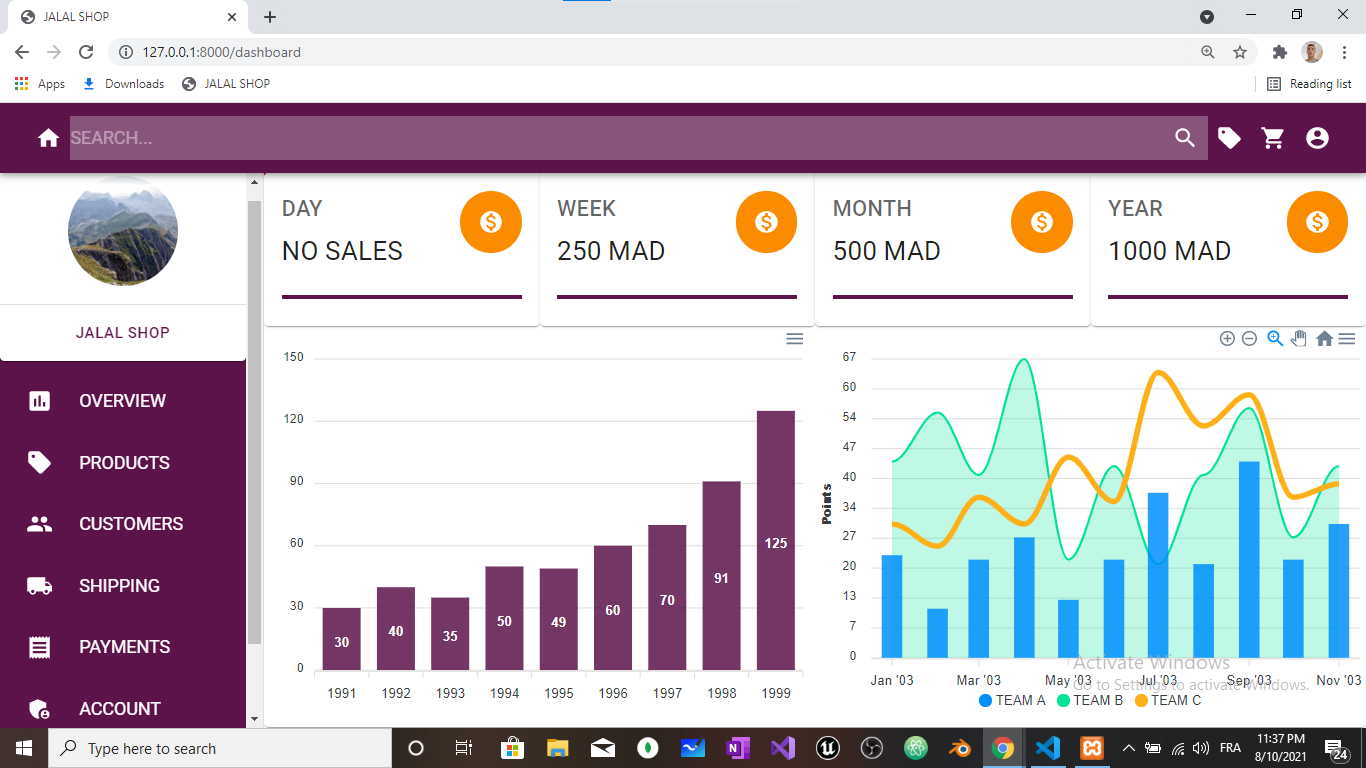 JALAL SHOP
127.0.0.1:8000/dashboard
Apps Downloads JALAL SHOP Reading list
SEARCH...
JALAL SHOP
OVERVIEW
PRODUCTS
CUSTOMERS
SHIPPING
PAYMENTS
ACCOUNT
DAY
NO SALES
WEEK
250 MAD
MONTH
500 MAD
YEAR
1000 MAD
150
120
90
60
30
0
30 40 35 50 49 60 70 91 125
1991 1992 1993 1994 1995 1996 1997 1998 1999
Points
67
60
54
47
40
34
27
20
13
7
0
Jan '03 Mar '03 May '03 Jul '03 Sep '03 Nov '03
TEAM A TEAM B TEAM C
Activate Windows
Go to Settings to activate Windows.
Type here to search
FRA
11:37 PM
8/10/2021
24